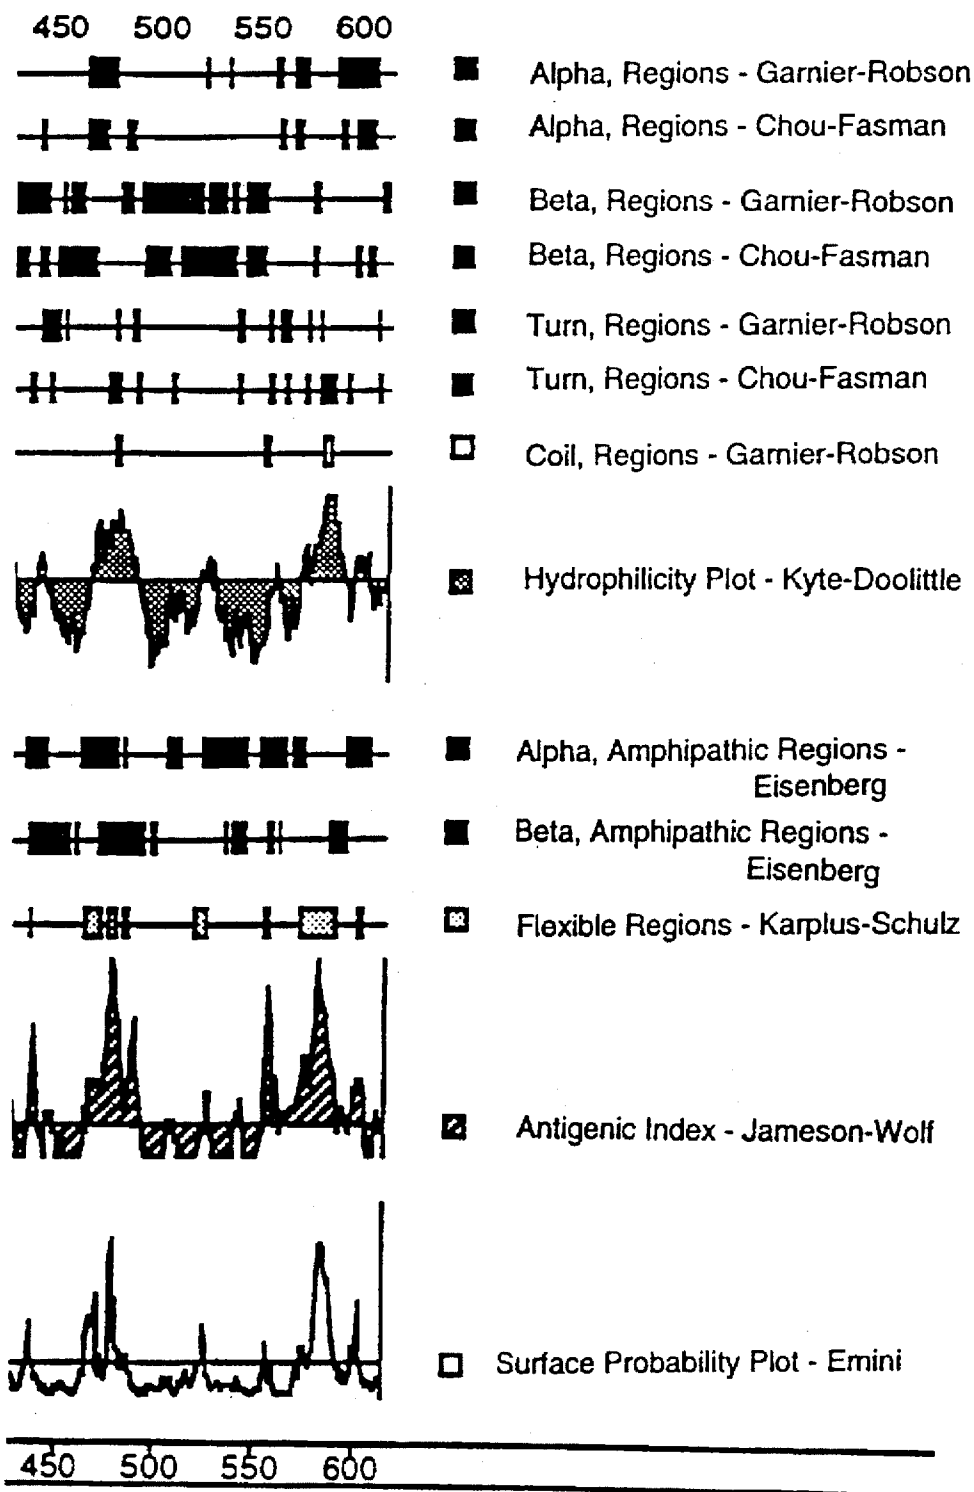 450 500 550 600
Alpha, Regions - Garnier-Robson
Alpha, Regions - Chou-Fasman
Beta, Regions - Garnier-Robson
Beta, Regions - Chou-Fasman
Turn, Regions - Garnier-Robson
Turn, Regions - Chou-Fasman
Coil, Regions - Garnier-Robson
Hydrophilicity Plot - Kyte-Doolittle
Alpha, Amphipathic Regions -
Eisenberg
Beta, Amphipathic Regions -
Eisenberg
Flexible Regions - Karplus-Schulz
Antigenic Index - Jameson-Wolf
Surface Probability Plot - Emini
450 500 550 600